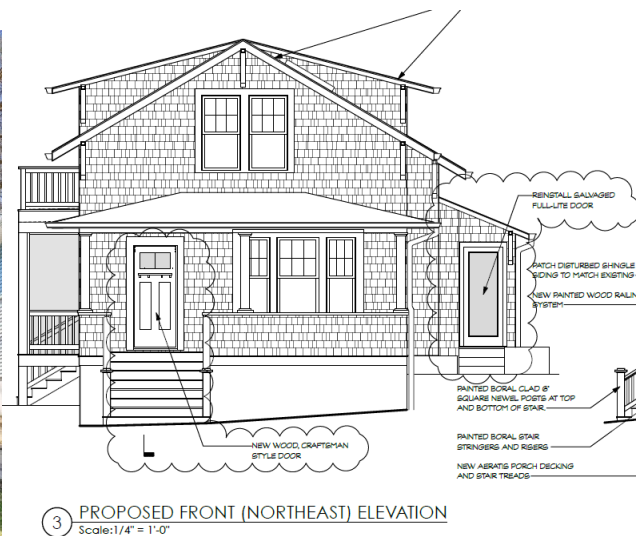 REINSTALL SALVAGED
FULL-LITE DOOR
PATCH DISTURBED SHINGLE
SIDING TO MATCH EXISTING
NEW PAINTED WOOD RAILIN
SYSTEM
PAINTED BORAL CLAD 8"
SQUARE NEWEL POSTS AT TOP
AND BOTTOM OF STAIR
PAINTED BORAL STAIR
STRINGERS AND RISERS
NEW AERATIS PORCH DECKING
AND STAIR TREADS
NEW WOOD, CRAFTSMAN
STYLE DOOR
3
PROPOSED FRONT (NORTHEAST) ELEVATION
Scale:1/4" = 1'-0"